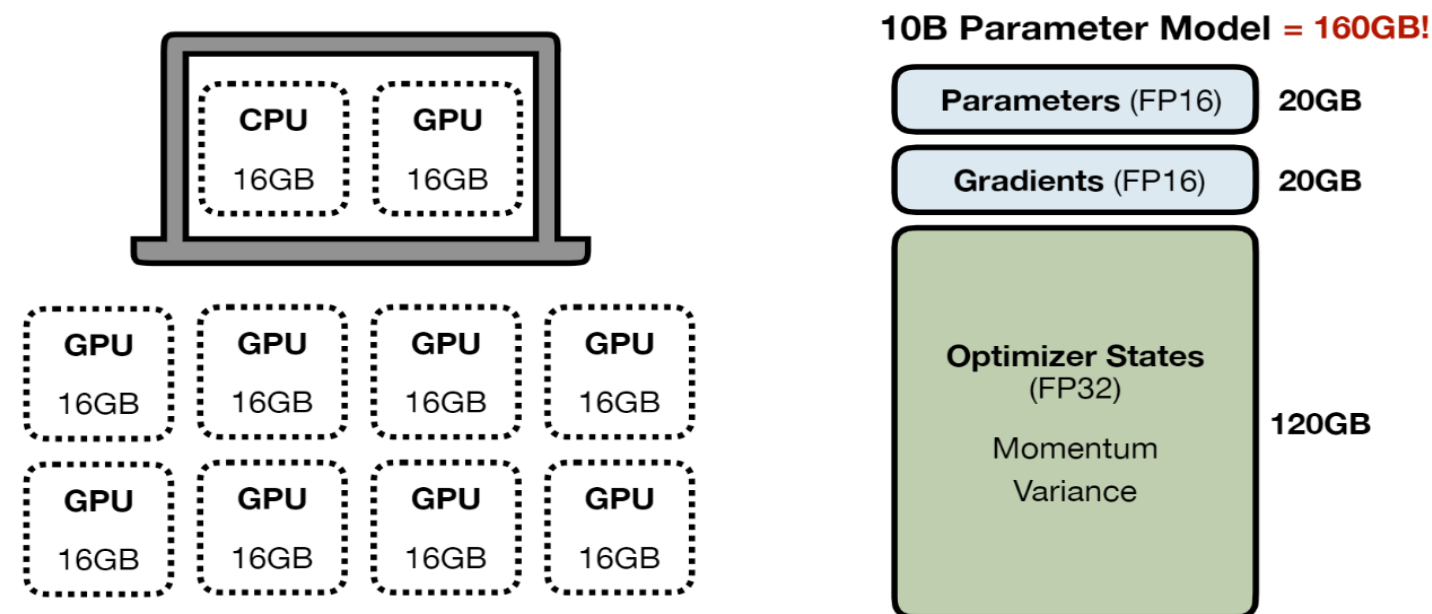 10B Parameter Model = 160GB!
CPU
16GB
GPU
16GB
GPU
16GB
GPU
16GB
GPU
16GB
GPU
16GB
GPU
16GB
GPU
16GB
GPU
16GB
GPU
16GB
Parameters (FP16)
20GB
Gradients (FP16)
20GB
Optimizer States
(FP32)
Momentum
Variance
120GB